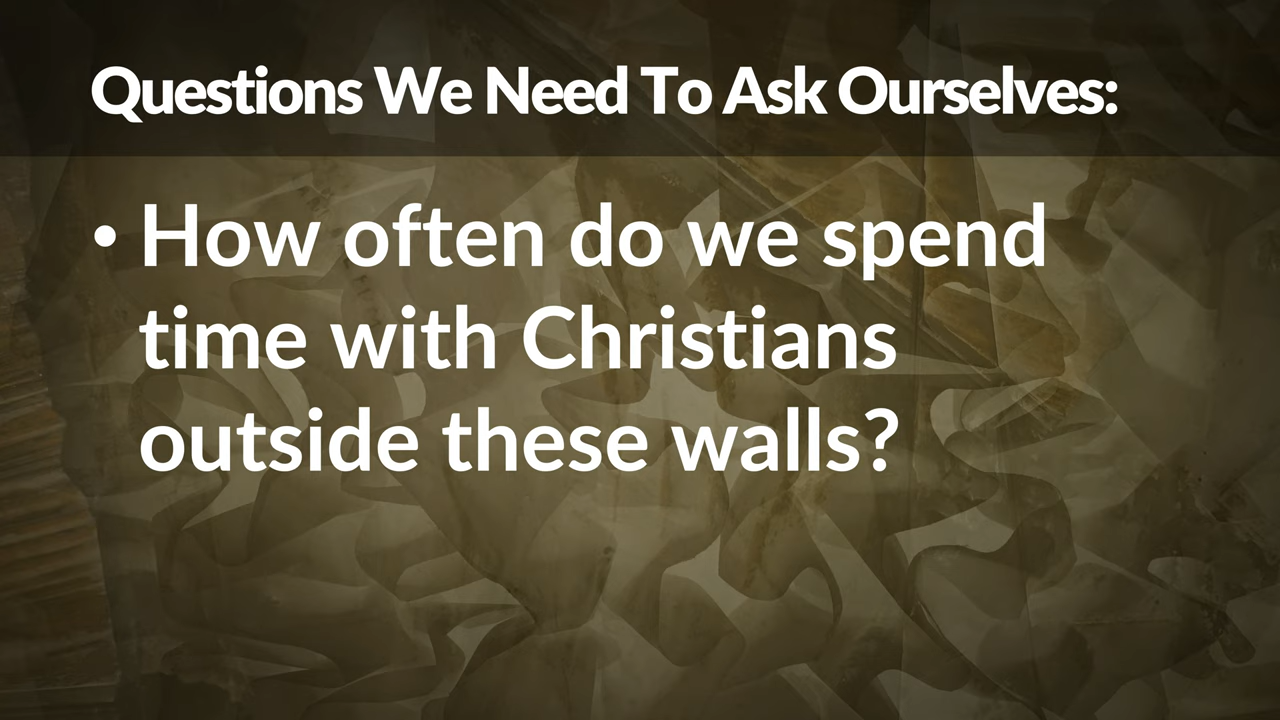 Questions We Need To Ask Ourselves:
• How often do we spend
time with Christians
outside these walls?